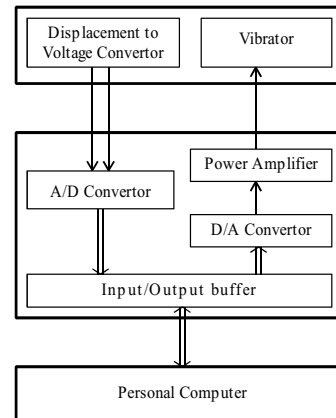 Displacement to
Voltage Convertor
Vibrator
Power Amplifier
A/D Convertor
D/A Convertor
Input/Output buffer
Personal Computer